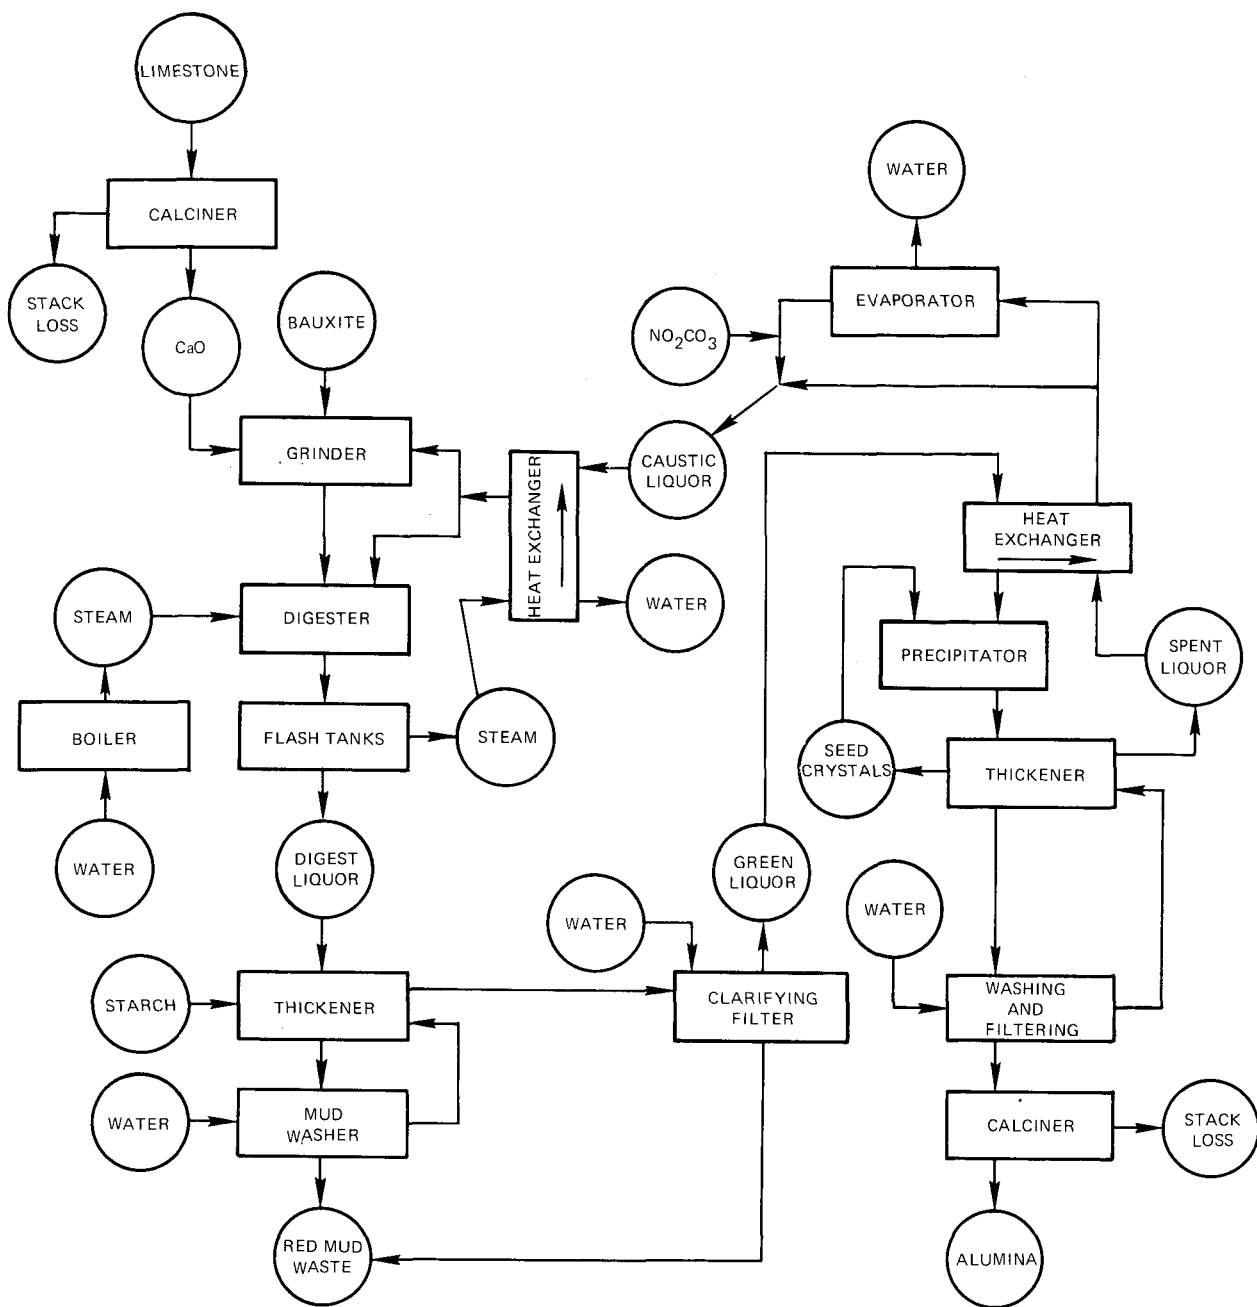 LIMESTONE
CALCINER
STACK
LOSS
CaO
BAUXITE
GRINDER
HEAT EXCHANGER
CAUSTIC
LIQUOR
WATER
NO2CO3
EVAPORATOR
WATER
HEAT
EXCHANGER
STEAM
DIGESTER
BOILER
FLASH TANKS
STEAM
WATER
DIGEST
LIQUOR
PRECIPITATOR
SPENT
LIQUOR
SEED
CRYSTALS
THICKENER
GREEN
LIQUOR
WATER
WATER
STARCH
THICKENER
CLARIFYING
FILTER
WASHING
AND
FILTERING
WATER
MUD
WASHER
CALCINER
STACK
LOSS
RED MUD
WASTE
ALUMINA